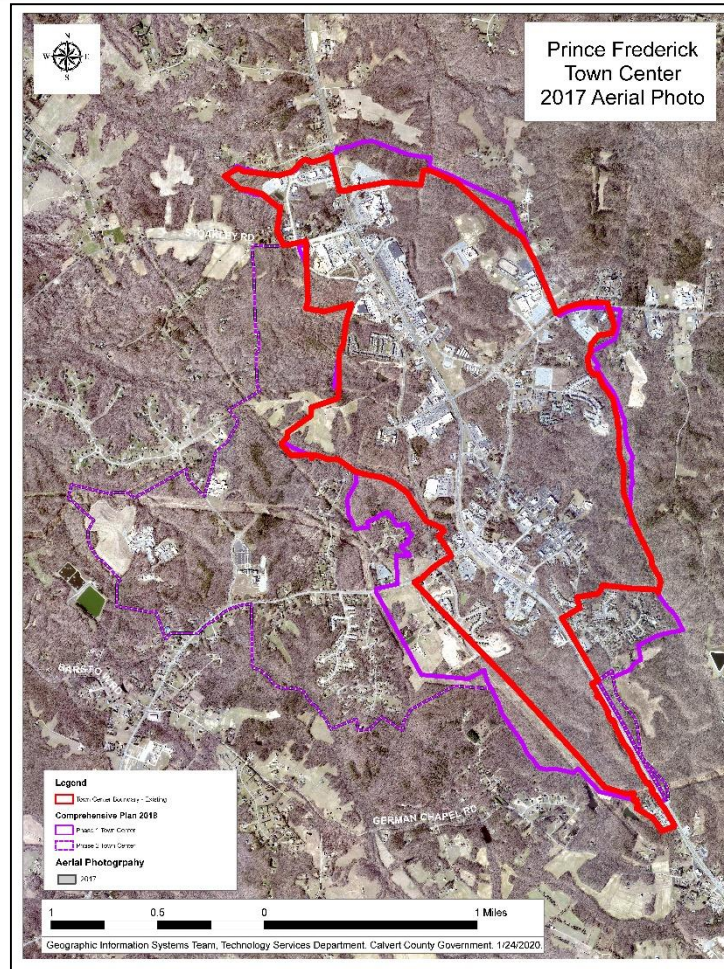 Prince Frederick
Town Center
2017 Aerial Photo
N
W
E
S
STOAKLEY RD
GERMAN CHAPEL RD
Legend
Town Center Boundary - Existing
Comprehensive Plan 2018
Phase 1 Town Center
Phase 2 Town Center
Aerial Photogrpahy
2017
1 0.5 0 1 Miles
Geographic Information Systems Team, Technology Services Department. Calvert County Government. 1/24/2020.